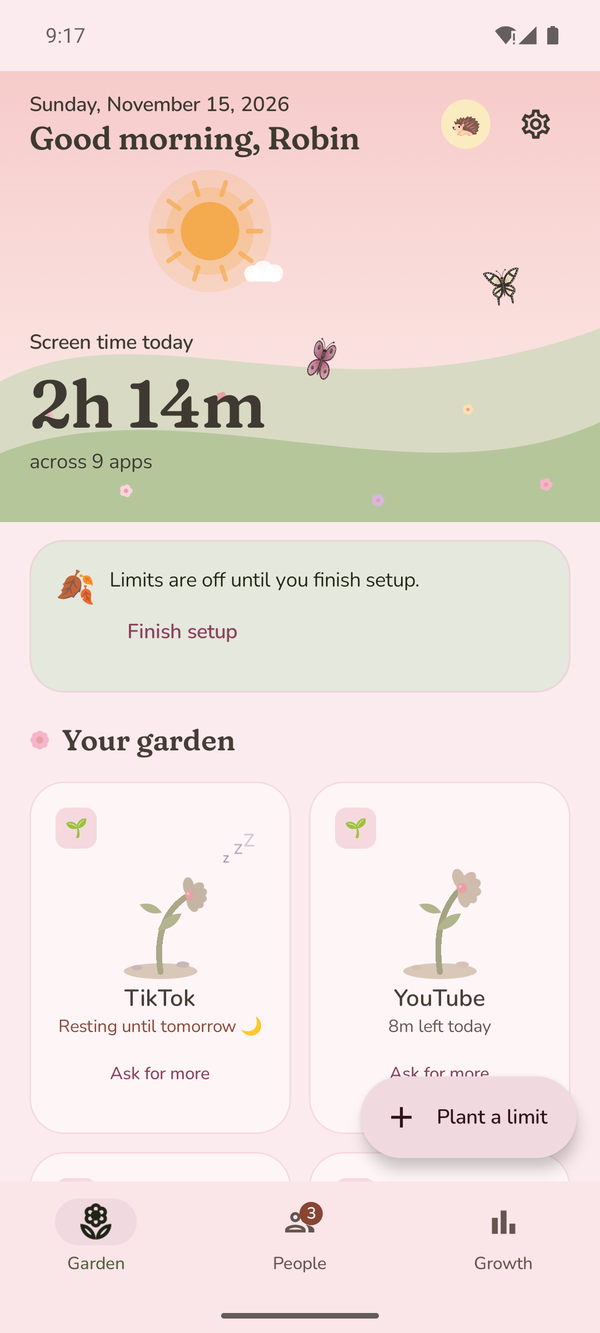 9:17
Sunday, November 15, 2026
Good morning, Robin
Screen time today
2h 14m
across 9 apps
Limits are off until you finish setup.
Finish setup
Your garden
z z Z
TikTok
Resting until tomorrow 🌙
Ask for more
YouTube
8m left today
Ask for more
Plant a limit
Garden
3
People
Growth